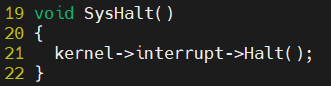 19 void SysHalt()
20 {
21   kernel->interrupt->Halt();
22 }